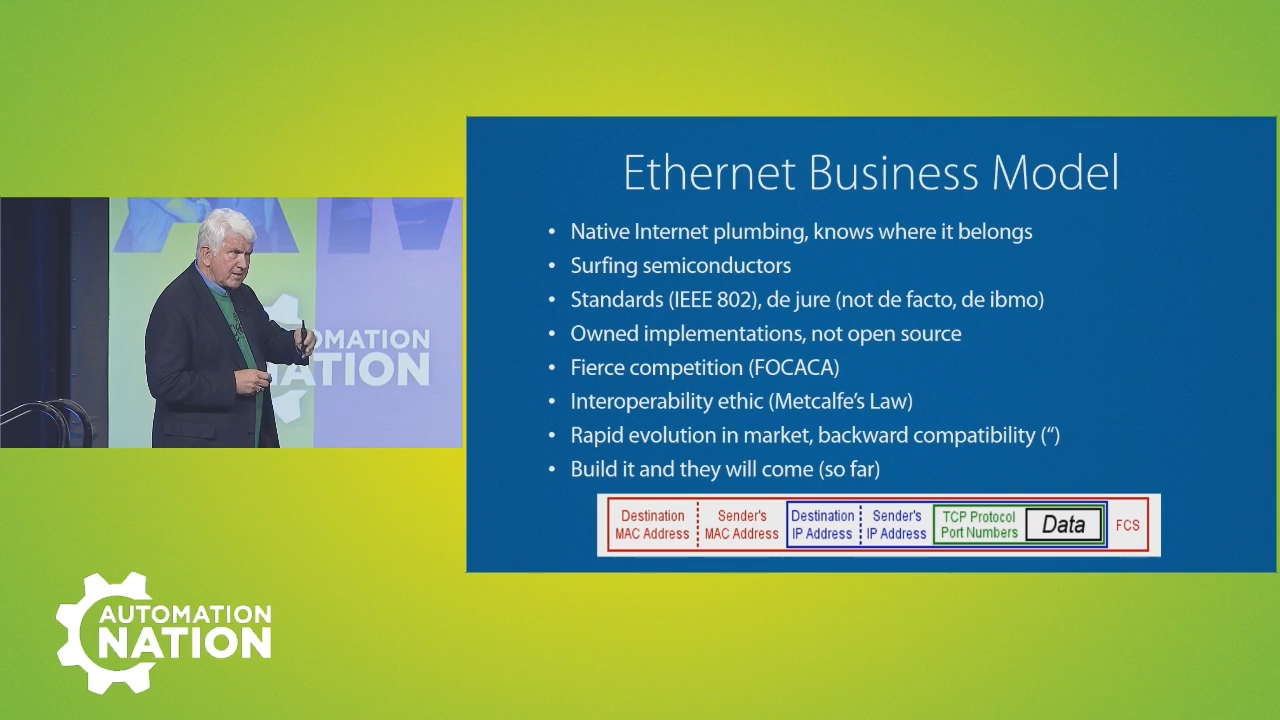 AM
OMATION
NATION
Ethernet Business Model
• Native Internet plumbing, knows where it belongs
• Surfing semiconductors
• Standards (IEEE 802), de jure (not de facto, de ibmo)
• Owned implementations, not open source
• Fierce competition (FOCACA)
• Interoperability ethic (Metcalfe’s Law)
• Rapid evolution in market, backward compatibility (“)
• Build it and they will come (so far)
Destination Sender's Destination Sender's TCP Protocol Data FCS
MAC Address MAC Address IP Address IP Address Port Numbers
AUTOMATION
NATION